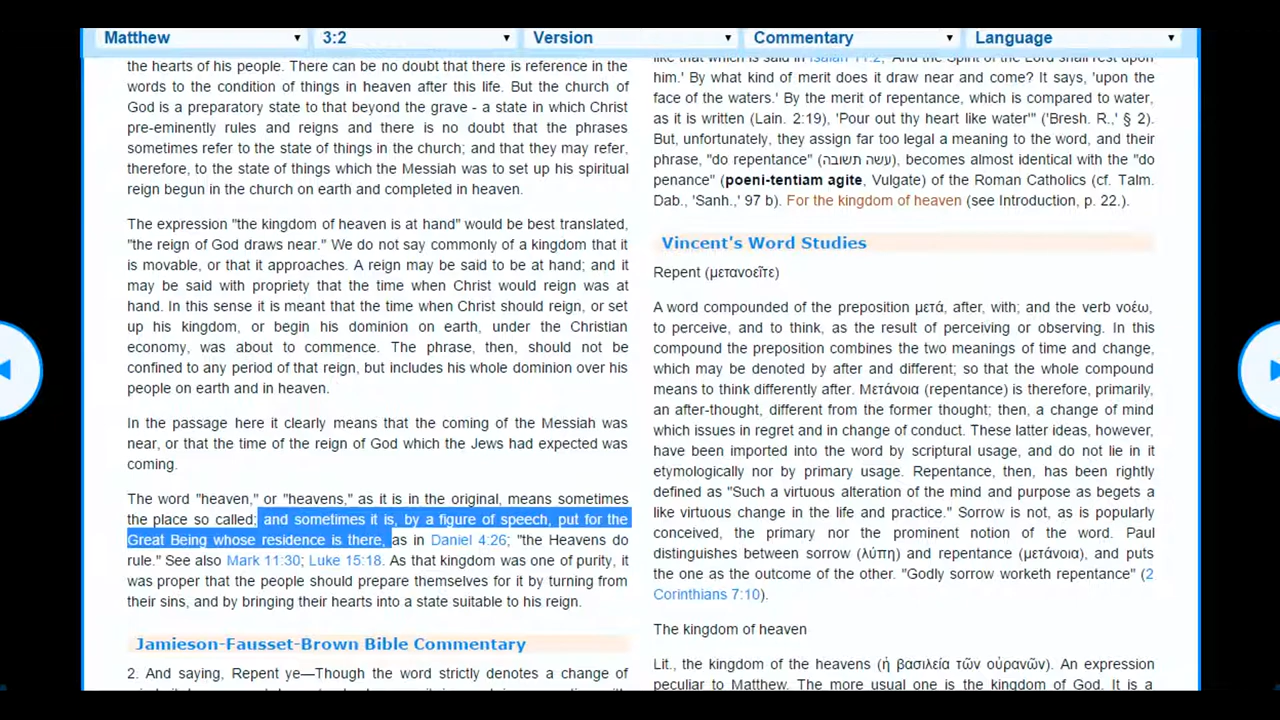 Matthew
3:2
Version
Commentary
Language
the hearts of his people. There can be no doubt that there is reference in the
words to the condition of things in heaven after this life. But the church of
God is a preparatory state to that beyond the grave - a state in which Christ
pre-eminently rules and reigns and there is no doubt that the phrases
sometimes refer to the state of things in the church; and that they may refer,
therefore, to the state of things which the Messiah was to set up his spiritual
reign begun in the church on earth and completed in heaven.
The expression "the kingdom of heaven is at hand" would be best translated,
"the reign of God draws near." We do not say commonly of a kingdom that it
is movable, or that it approaches. A reign may be said to be at hand; and it
may be said with propriety that the time when Christ would reign was at
hand. In this sense it is meant that the time when Christ should reign, or set
up his kingdom, or begin his dominion on earth, under the Christian
economy, was about to commence. The phrase, then, should not be
confined to any period of that reign, but includes his whole dominion over his
people on earth and in heaven.
In the passage here it clearly means that the coming of the Messiah was
near, or that the time of the reign of God which the Jews had expected was
coming.
The word "heaven," or "heavens," as it is in the original, means sometimes
the place so called; and sometimes it is, by a figure of speech, put for the
Great Being whose residence is there, as in Daniel 4:26; "the Heavens do
rule." See also Mark 11:30; Luke 15:18. As that kingdom was one of purity, it
was proper that the people should prepare themselves for it by turning from
their sins, and by bringing their hearts into a state suitable to his reign.
Jamieson-Fausset-Brown Bible Commentary
2. And saying, Repent ye—Though the word strictly denotes a change of
like that which is said in Isaiah 11:2, 'And the Spirit of the Lord shall rest upon
him.' By what kind of merit does it draw near and come? It says, 'upon the
face of the waters.' By the merit of repentance, which is compared to water,
as it is written (Lain. 2:19), 'Pour out thy heart like water'" ('Bresh. R.,' § 2).
But, unfortunately, they assign far too legal a meaning to the word, and their
phrase, "do repentance" (עשה תשובה), becomes almost identical with the "do
penance" (poeni-tentiam agite, Vulgate) of the Roman Catholics (cf. Talm.
Dab., 'Sanh.,' 97 b). For the kingdom of heaven (see Introduction, p. 22.).
Vincent's Word Studies
Repent (μετανοεῖτε)
A word compounded of the preposition μετά, after, with; and the verb νοέω,
to perceive, and to think, as the result of perceiving or observing. In this
compound the preposition combines the two meanings of time and change,
which may be denoted by after and different; so that the whole compound
means to think differently after. Μετάνοια (repentance) is therefore, primarily,
an after-thought, different from the former thought; then, a change of mind
which issues in regret and in change of conduct. These latter ideas, however,
have been imported into the word by scriptural usage, and do not lie in it
etymologically nor by primary usage. Repentance, then, has been rightly
defined as "Such a virtuous alteration of the mind and purpose as begets a
like virtuous change in the life and practice." Sorrow is not, as is popularly
conceived, the primary nor the prominent notion of the word. Paul
distinguishes between sorrow (λύπη) and repentance (μετάνοια), and puts
the one as the outcome of the other. "Godly sorrow worketh repentance" (2
Corinthians 7:10).
The kingdom of heaven
Lit., the kingdom of the heavens (ἡ βασιλεία τῶν οὐρανῶν). An expression
peculiar to Matthew. The more usual one is the kingdom of God. It is a